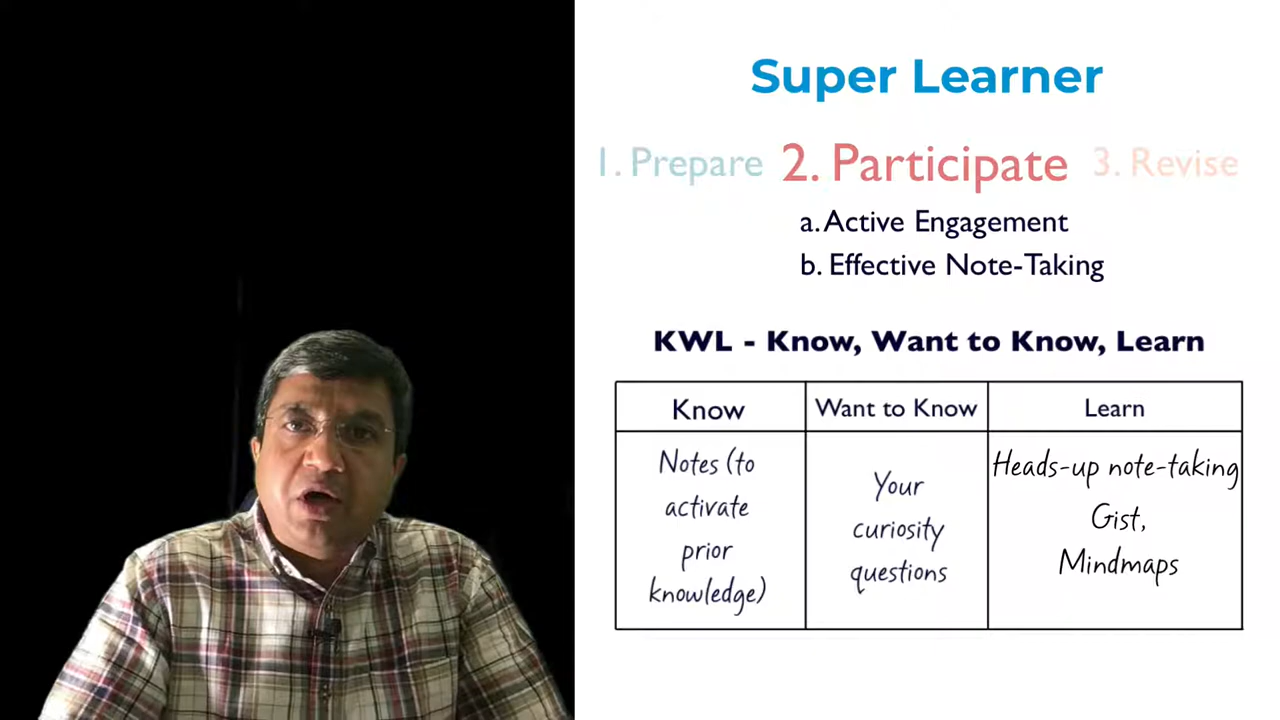 Super Learner
1. Prepare 2. Participate 3. Revise
a. Active Engagement
b. Effective Note-Taking
KWL - Know, Want to Know, Learn
Know Want to Know Learn
Notes (to
activate
prior
knowledge)
Your
curiosity
questions
Heads-up note-taking
Gist,
Mindmaps